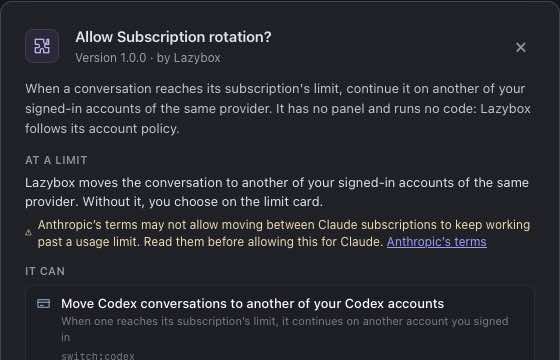 Allow Subscription rotation?
Version 1.0.0 · by Lazybox
When a conversation reaches its subscription's limit, continue it on another of your
signed-in accounts of the same provider. It has no panel and runs no code: Lazybox
follows its account policy.
AT A LIMIT
Lazybox moves the conversation to another of your signed-in accounts of the same
provider. Without it, you choose on the limit card.
⚠ Anthropic's terms may not allow moving between Claude subscriptions to keep working
past a usage limit. Read them before allowing this for Claude. Anthropic's terms
IT CAN
Move Codex conversations to another of your Codex accounts
When one reaches its subscription's limit, it continues on another account you signed
in
switch:codex